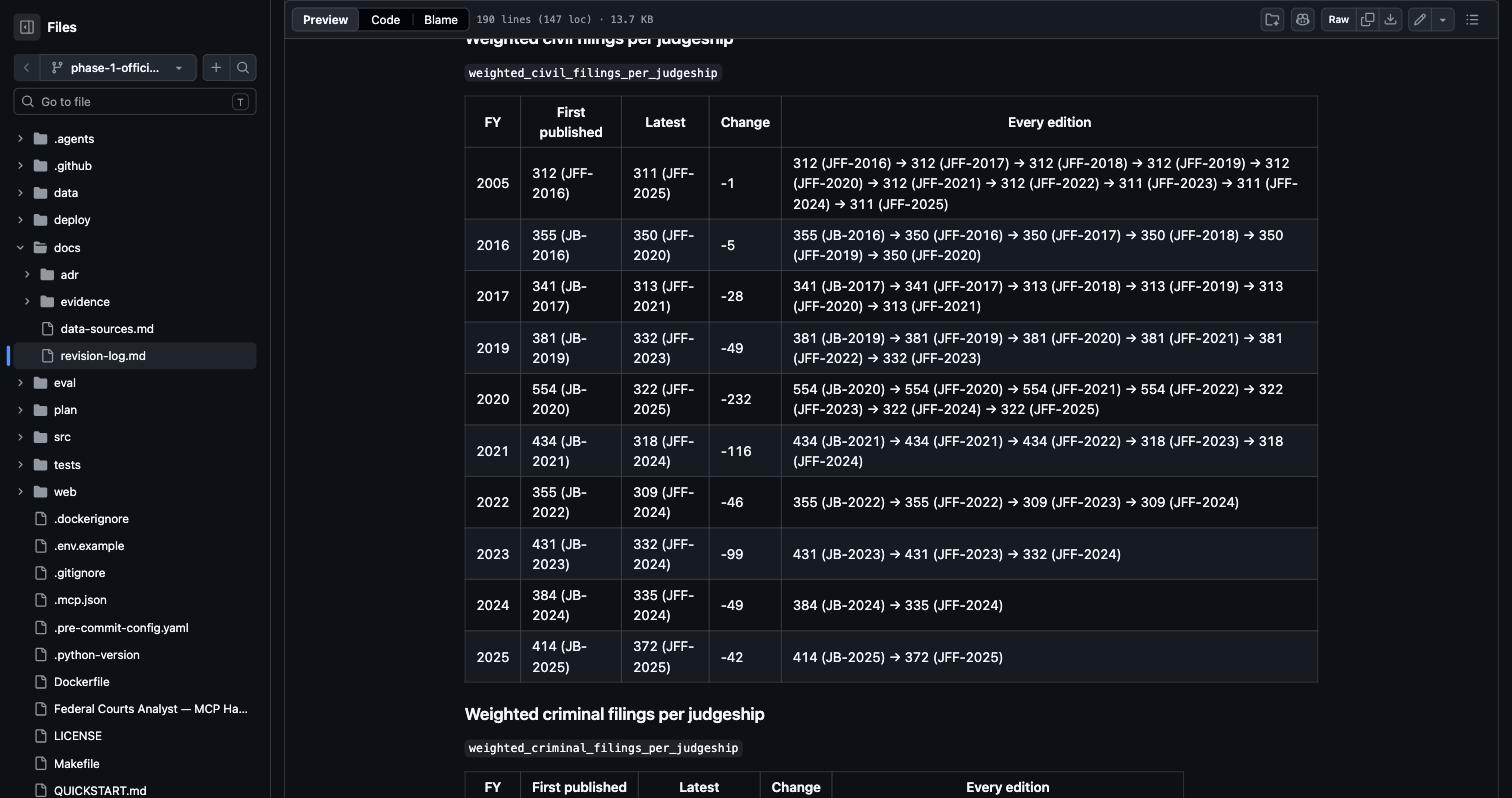 Files
phase-1-offici...
Go to file
T
.agents
.github
data
deploy
docs
adr
evidence
data-sources.md
revision-log.md
eval
plan
src
tests
web
.dockerignore
.env.example
.gitignore
.mcp.json
.pre-commit-config.yaml
.python-version
Dockerfile
Federal Courts Analyst — MCP Ha...
LICENSE
Makefile
QUICKSTART.md
Preview Code Blame 190 lines (147 loc) · 13.7 KB
Raw
Weighted civil filings per judgeship
weighted_civil_filings_per_judgeship
FY First published Latest Change Every edition
2005 312 (JFF-2016) 311 (JFF-2025) -1 312 (JFF-2016) → 312 (JFF-2017) → 312 (JFF-2018) → 312 (JFF-2019) → 312
(JFF-2020) → 312 (JFF-2021) → 312 (JFF-2022) → 311 (JFF-2023) → 311 (JFF-
2024) → 311 (JFF-2025)
2016 355 (JB-2016) 350 (JFF-2020) -5 355 (JB-2016) → 350 (JFF-2016) → 350 (JFF-2017) → 350 (JFF-2018) → 350
(JFF-2019) → 350 (JFF-2020)
2017 341 (JB-2017) 313 (JFF-2021) -28 341 (JB-2017) → 341 (JFF-2017) → 313 (JFF-2018) → 313 (JFF-2019) → 313
(JFF-2020) → 313 (JFF-2021)
2019 381 (JB-2019) 332 (JFF-2023) -49 381 (JB-2019) → 381 (JFF-2019) → 381 (JFF-2020) → 381 (JFF-2021) → 381
(JFF-2022) → 332 (JFF-2023)
2020 554 (JB-2020) 322 (JFF-2025) -232 554 (JB-2020) → 554 (JFF-2020) → 554 (JFF-2021) → 554 (JFF-2022) → 322
(JFF-2023) → 322 (JFF-2024) → 322 (JFF-2025)
2021 434 (JB-2021) 318 (JFF-2024) -116 434 (JB-2021) → 434 (JFF-2021) → 434 (JFF-2022) → 318 (JFF-2023) → 318
(JFF-2024)
2022 355 (JB-2022) 309 (JFF-2024) -46 355 (JB-2022) → 355 (JFF-2022) → 309 (JFF-2023) → 309 (JFF-2024)
2023 431 (JB-2023) 332 (JFF-2024) -99 431 (JB-2023) → 431 (JFF-2023) → 332 (JFF-2024)
2024 384 (JB-2024) 335 (JFF-2024) -49 384 (JB-2024) → 335 (JFF-2024)
2025 414 (JB-2025) 372 (JFF-2025) -42 414 (JB-2025) → 372 (JFF-2025)
Weighted criminal filings per judgeship
weighted_criminal_filings_per_judgeship
FY First published Latest Change Every edition